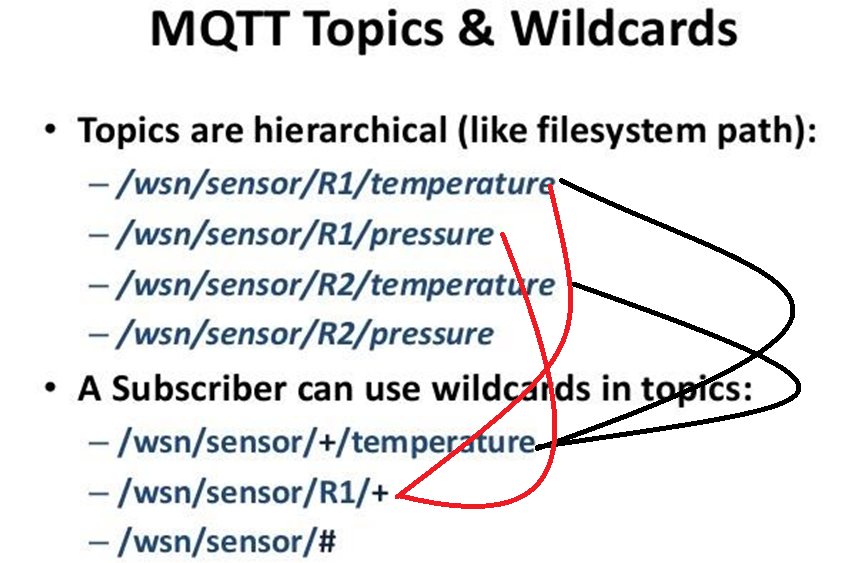 MQTT Topics & Wildcards
• Topics are hierarchical (like filesystem path):
– /wsn/sensor/R1/temperature
– /wsn/sensor/R1/pressure
– /wsn/sensor/R2/temperature
– /wsn/sensor/R2/pressure
• A Subscriber can use wildcards in topics:
– /wsn/sensor/+/temperature
– /wsn/sensor/R1/+
– /wsn/sensor/#